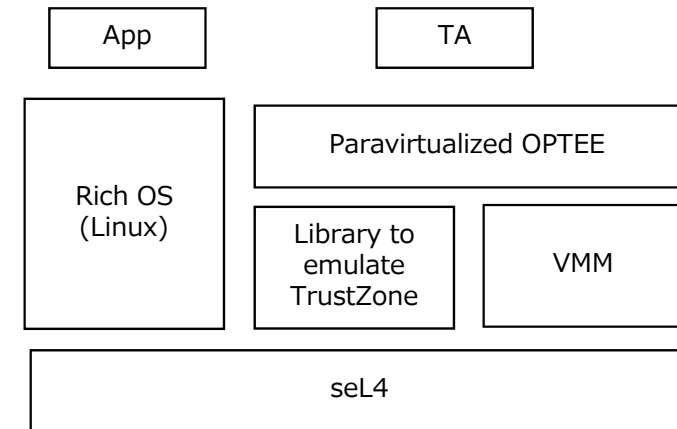 App
TA
Paravirtualized OPTEE
Rich OS
(Linux)
Library to
emulate
TrustZone
VMM
seL4